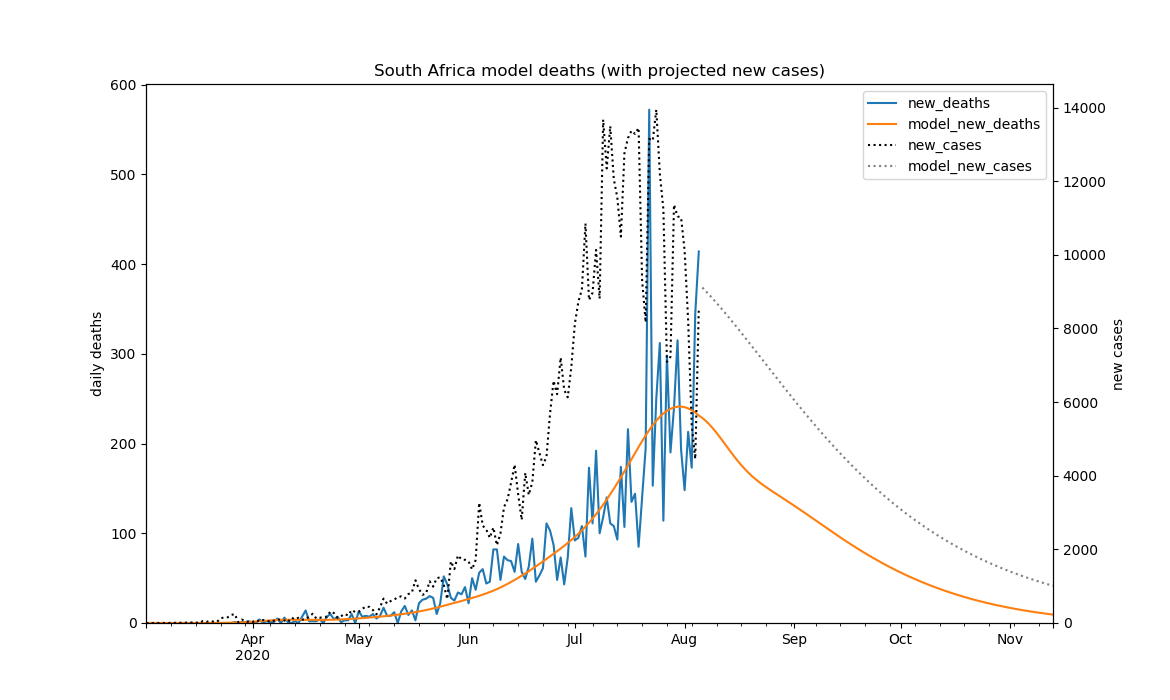 South Africa model deaths (with projected new cases)
600
500
400
300
200
100
0
daily deaths
14000
12000
10000
8000
6000
4000
2000
0
new cases
new_deaths
model_new_deaths
new_cases
model_new_cases
Apr May Jun Jul Aug Sep Oct Nov
2020